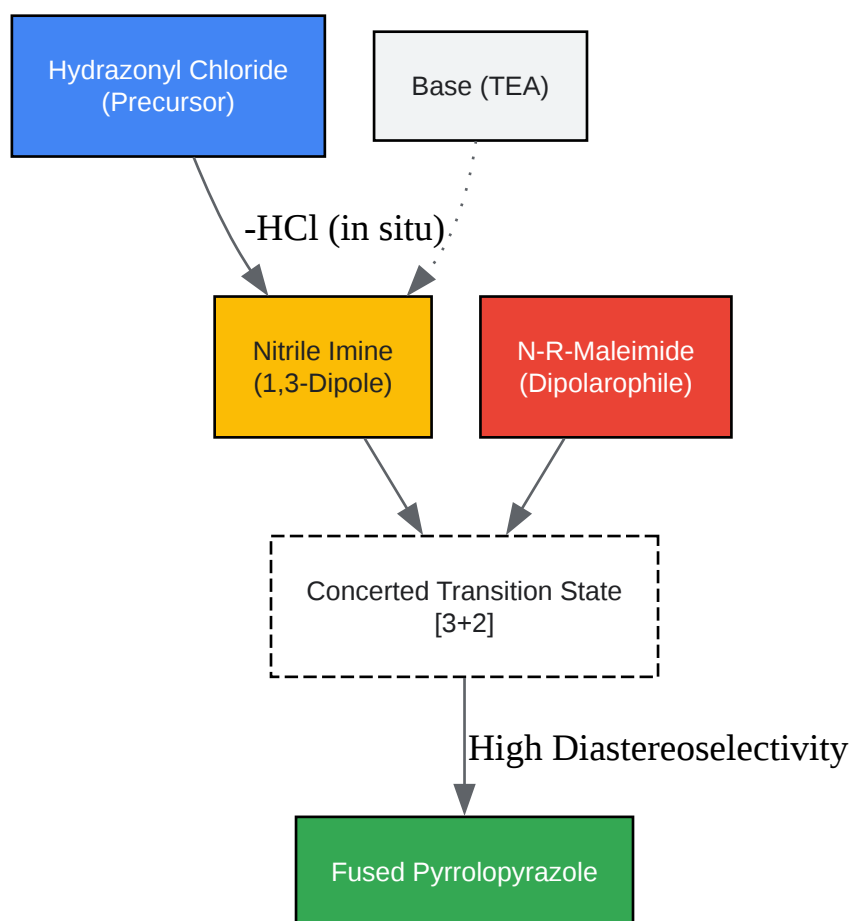 Hydrazonyl Chloride
(Precursor)
Base (TEA)
-HCl (in situ)
Nitrile Imine
(1,3-Dipole)
N-R-Maleimide
(Dipolarophile)
Concerted Transition State
[3+2]
High Diastereoselectivity
Fused Pyrrolopyrazole